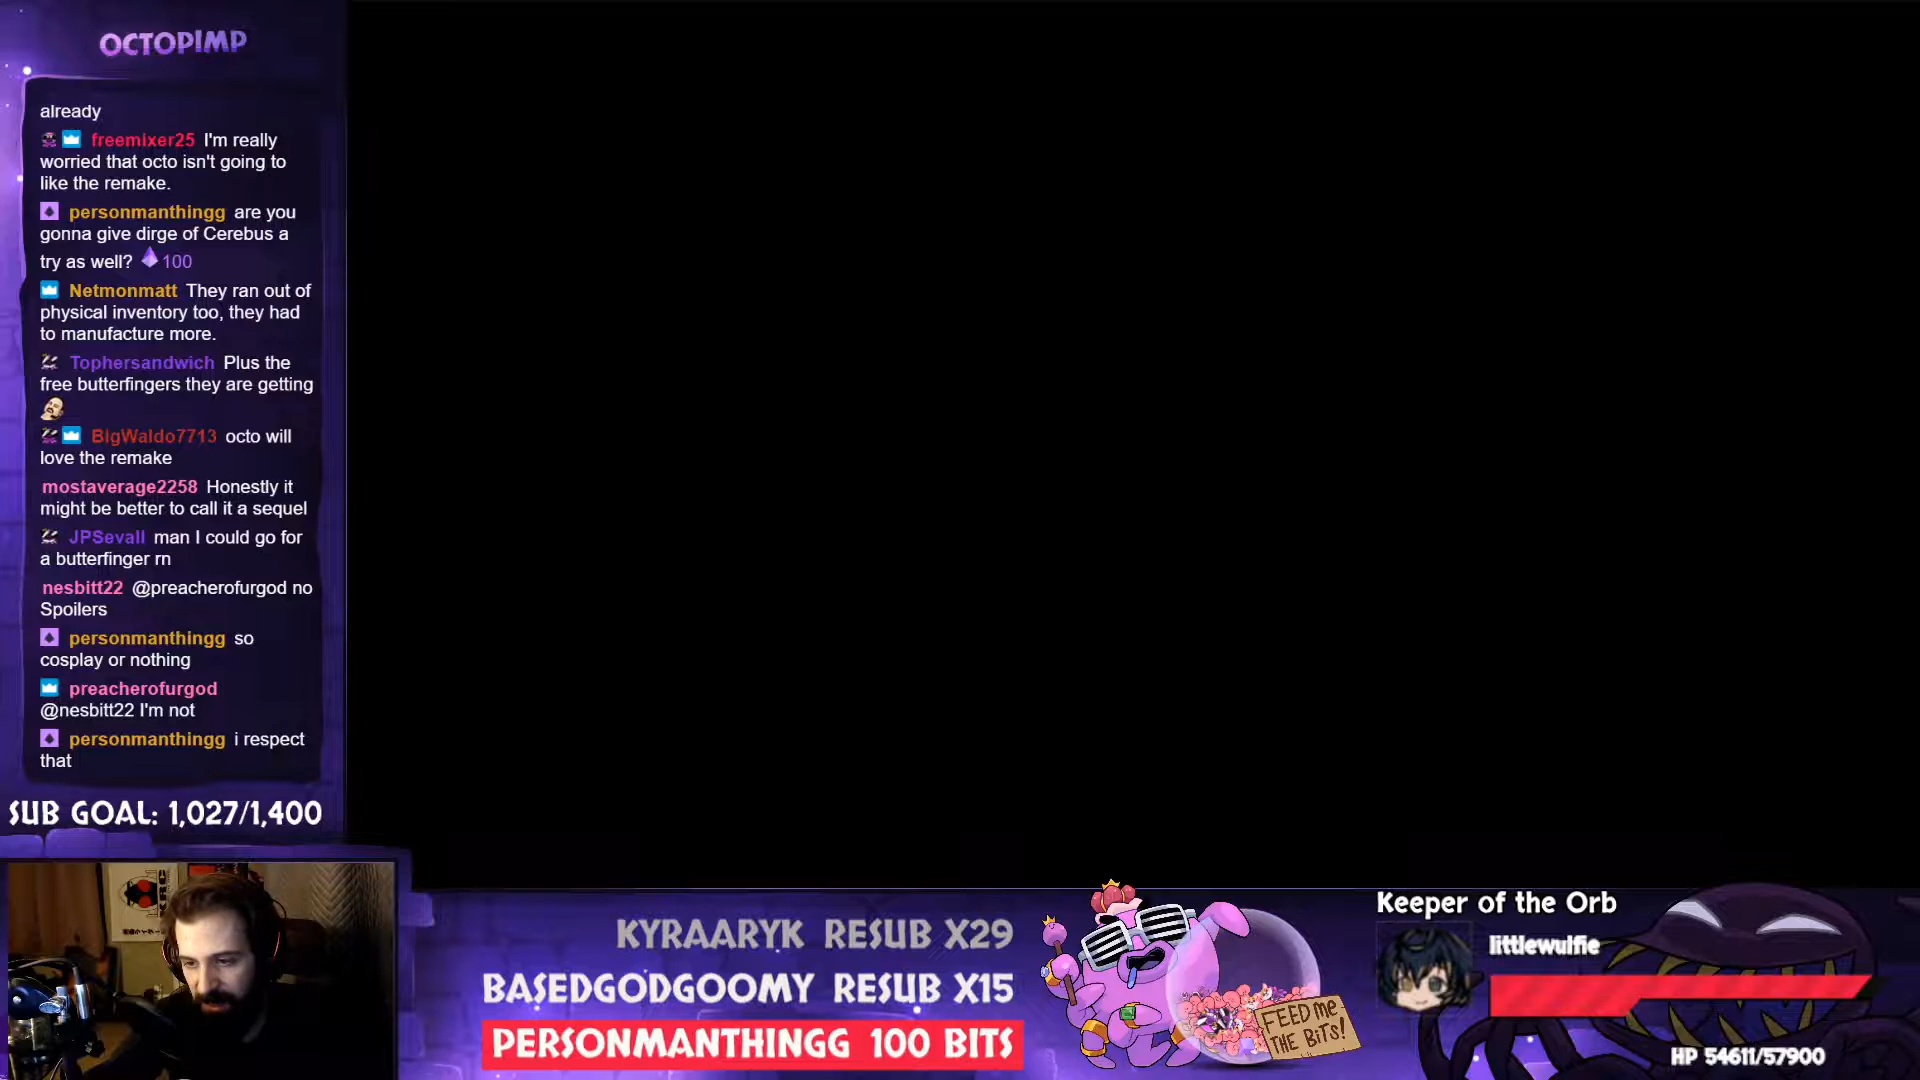 OCTOPIMP
already
freemixer25 I'm really
worried that octo isn't going to
like the remake.
personmanthingg are you
gonna give dirge of Cerebus a
try as well? 100
Netmonmatt They ran out of
physical inventory too, they had
to manufacture more.
Tophersandwich Plus the
free butterfingers they are getting
BigWaldo7713 octo will
love the remake
mostaverage2258 Honestly it
might be better to call it a sequel
JPSevall man I could go for
a butterfinger rn
nesbitt22 @preacherofurgod no
Spoilers
personmanthingg so
cosplay or nothing
preacherofurgod
@nesbitt22 I'm not
personmanthingg i respect
that
SUB GOAL: 1,027/1,400
KYRAARYK RESUB X29
BASEDGODGOOMY RESUB X15
PERSONMANTHINGG 100 BITS
FEED ME
THE BITS!
Keeper of the Orb
littlewulfie
HP 54611/57900